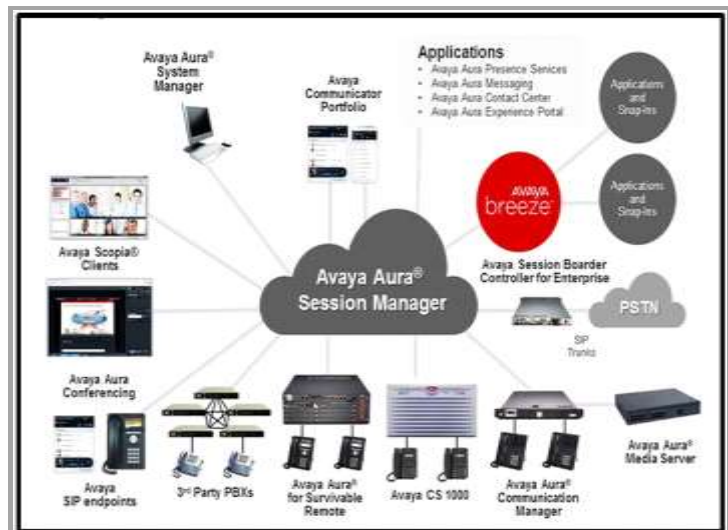 Avaya Aura®
System
Manager
Avaya
Communicator
Portfolio
Applications
• Avaya Aura Presence Services
• Avaya Aura Messaging
• Avaya Aura Contact Center
• Avaya Aura Experience Portal
Applications
and
Snap-Ins
AVAYA
breeze™
Applications
and
Snap-Ins
Avaya Scopia®
Clients
Avaya Aura®
Session Manager
Avaya Session Boarder
Controller for Enterprise
PSTN
SIP
Trunks
Avaya Aura
Conferencing
Avaya
SIP endpoints
3rd Party PBXs
Avaya Aura®
for Survivable
Remote
Avaya CS 1000
Avaya Aura®
Communication
Manager
Avaya Aura®
Media Server